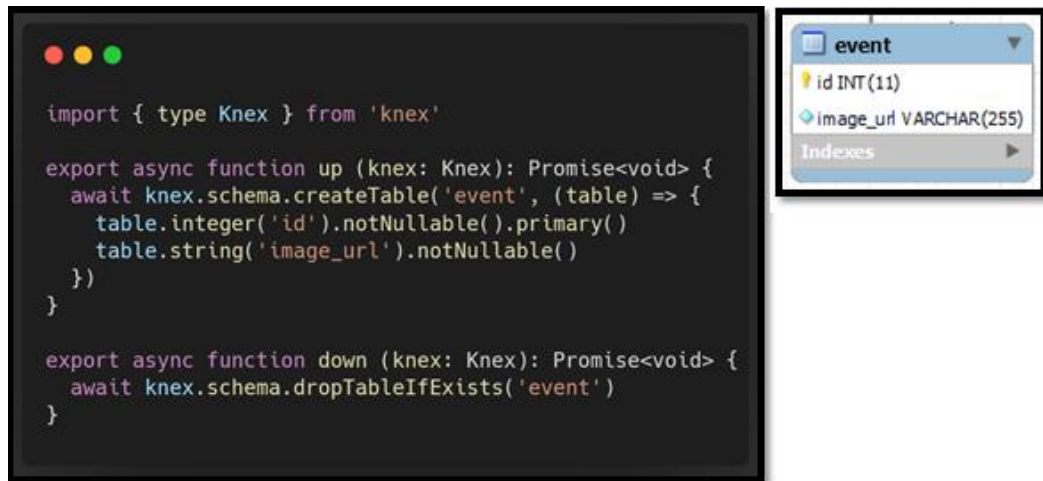 import { type Knex } from 'knex'
export async function up (knex: Knex): Promise<void> {
  await knex.schema.createTable('event', (table) => {
    table.integer('id').notNullable().primary()
    table.string('image_url').notNullable()
  })
}
export async function down (knex: Knex): Promise<void> {
  await knex.schema.dropTableIfExists('event')
}
event
id INT(11)
image_url VARCHAR(255)
Indexes